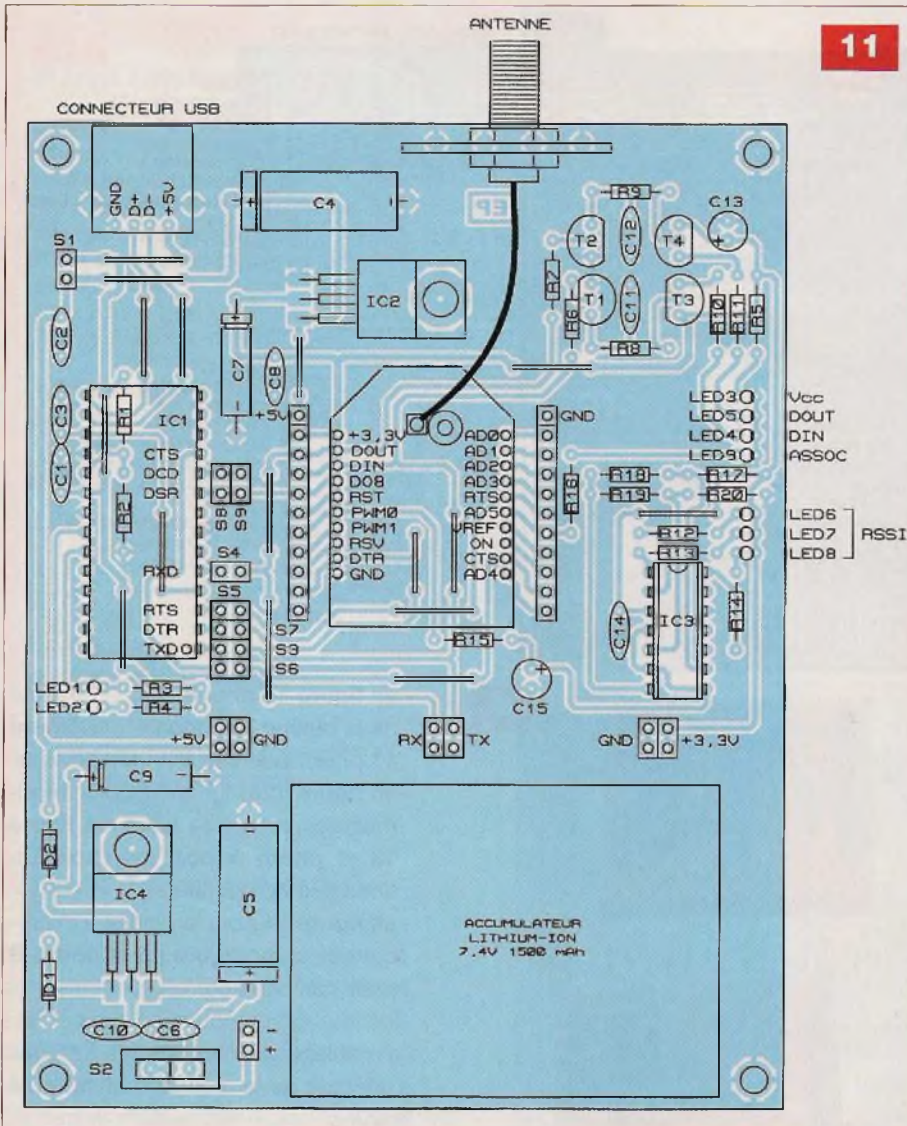 ANTENNE
11
CONNECTEUR USB
GND
D+
D-
+5V
C4
EP
R9
C13
S1
T2
C12
T4
R7
IC2
C2
C7
C8
R6
T1
C11
T3
R10
R11
R5
R8
C3
R1
IC1
+5V
GND
LED3 Vcc
LED5 DOUT
LED4 DIN
LED9 ASSOC
C1
R2
CTS
DCD
DSR
S8
S9
+3,3V AD0
DOUT AD1
DIN AD2
DO8 AD3
RST RTS
PWM0 AD5
PWM1 VREF
RSV ON
DTR CTS
GND AD4
R16
R18 R17
R19 R20
LED6
LED7 RSSI
LED8
R12
R13
RXD
S4
S5
RTS
DTR
TXD
S7
S3
S6
R15
C14
IC3
R14
LED1 R3
LED2 R4
C15
+5V GND
RX TX
GND +3,3V
C9
D2
IC4
C5
ACCUMULATEUR
LITHIUM-ION
7.4V 1500 mAh
D1
C10
C6
-
+
S2